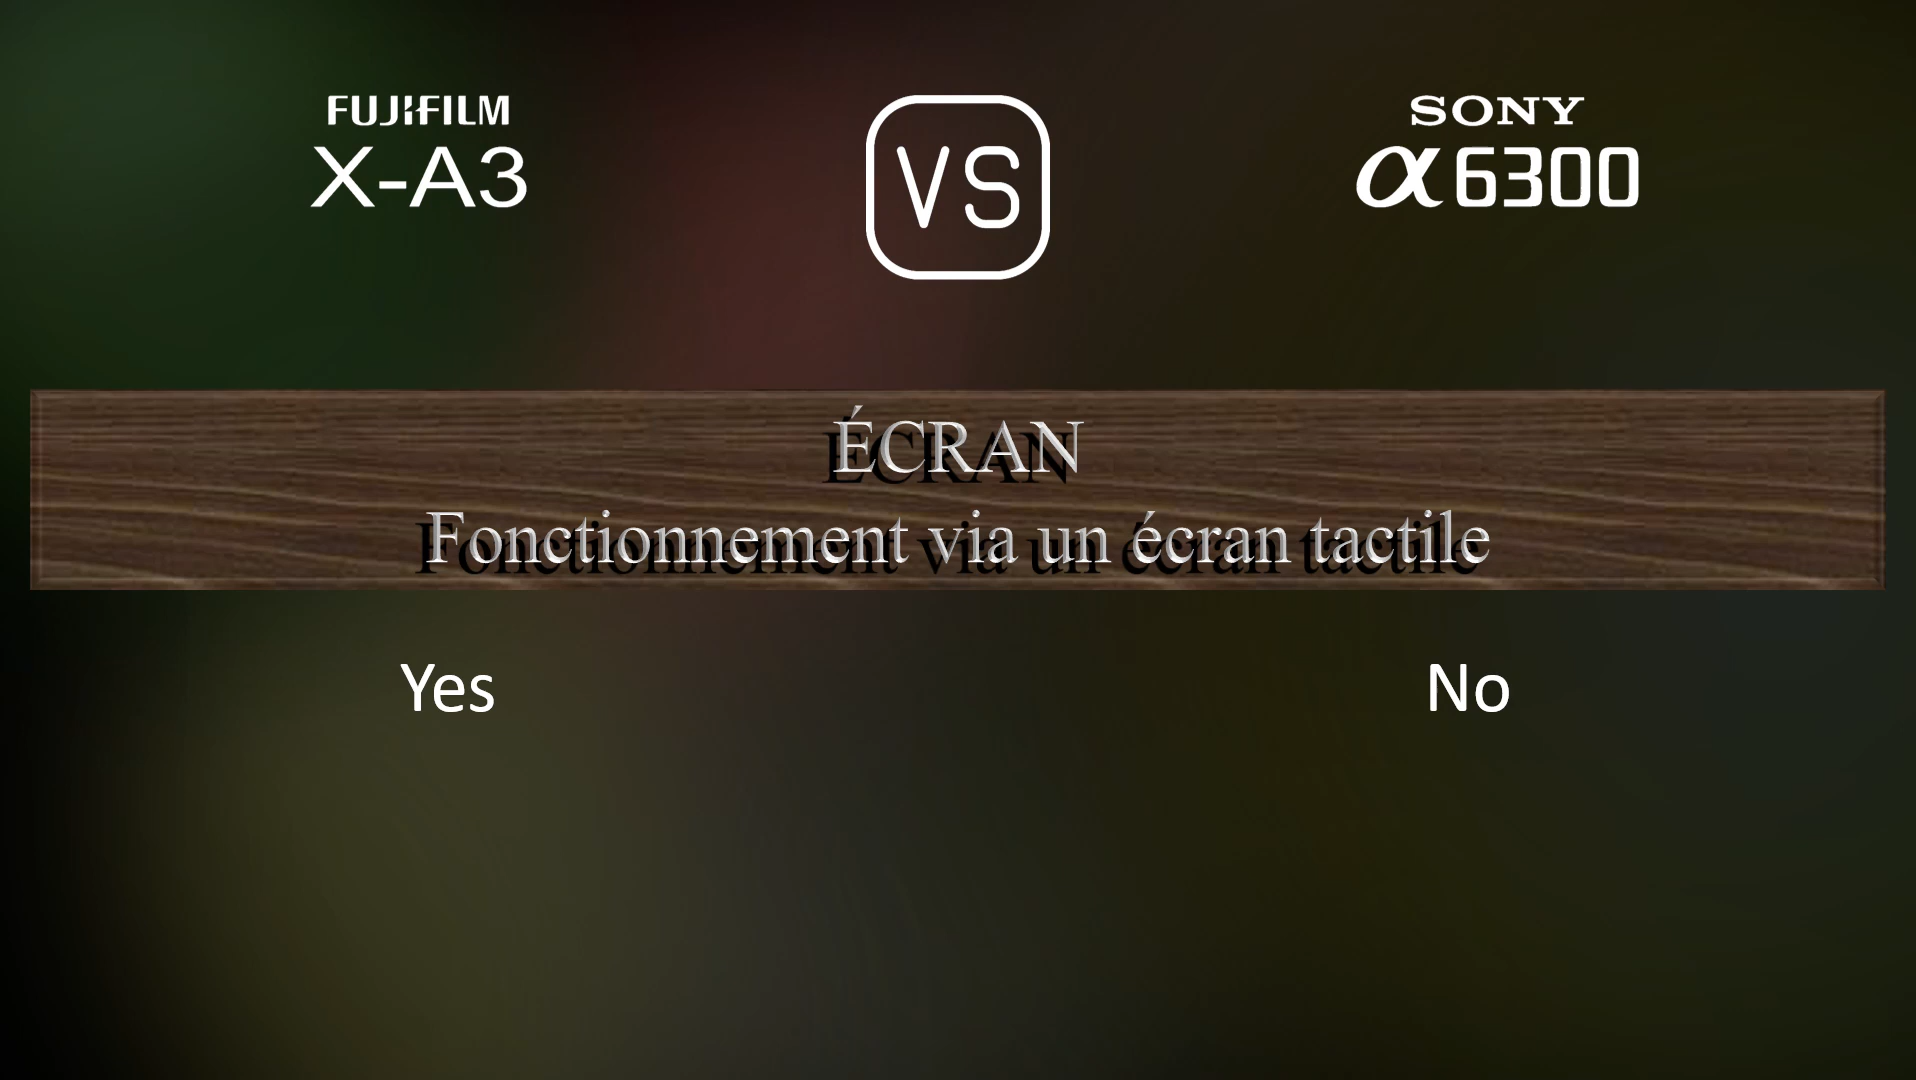 FUJIFILM
X-A3
VS
SONY
α6300
ÉCRAN
Fonctionnement via un écran tactile
Yes
No